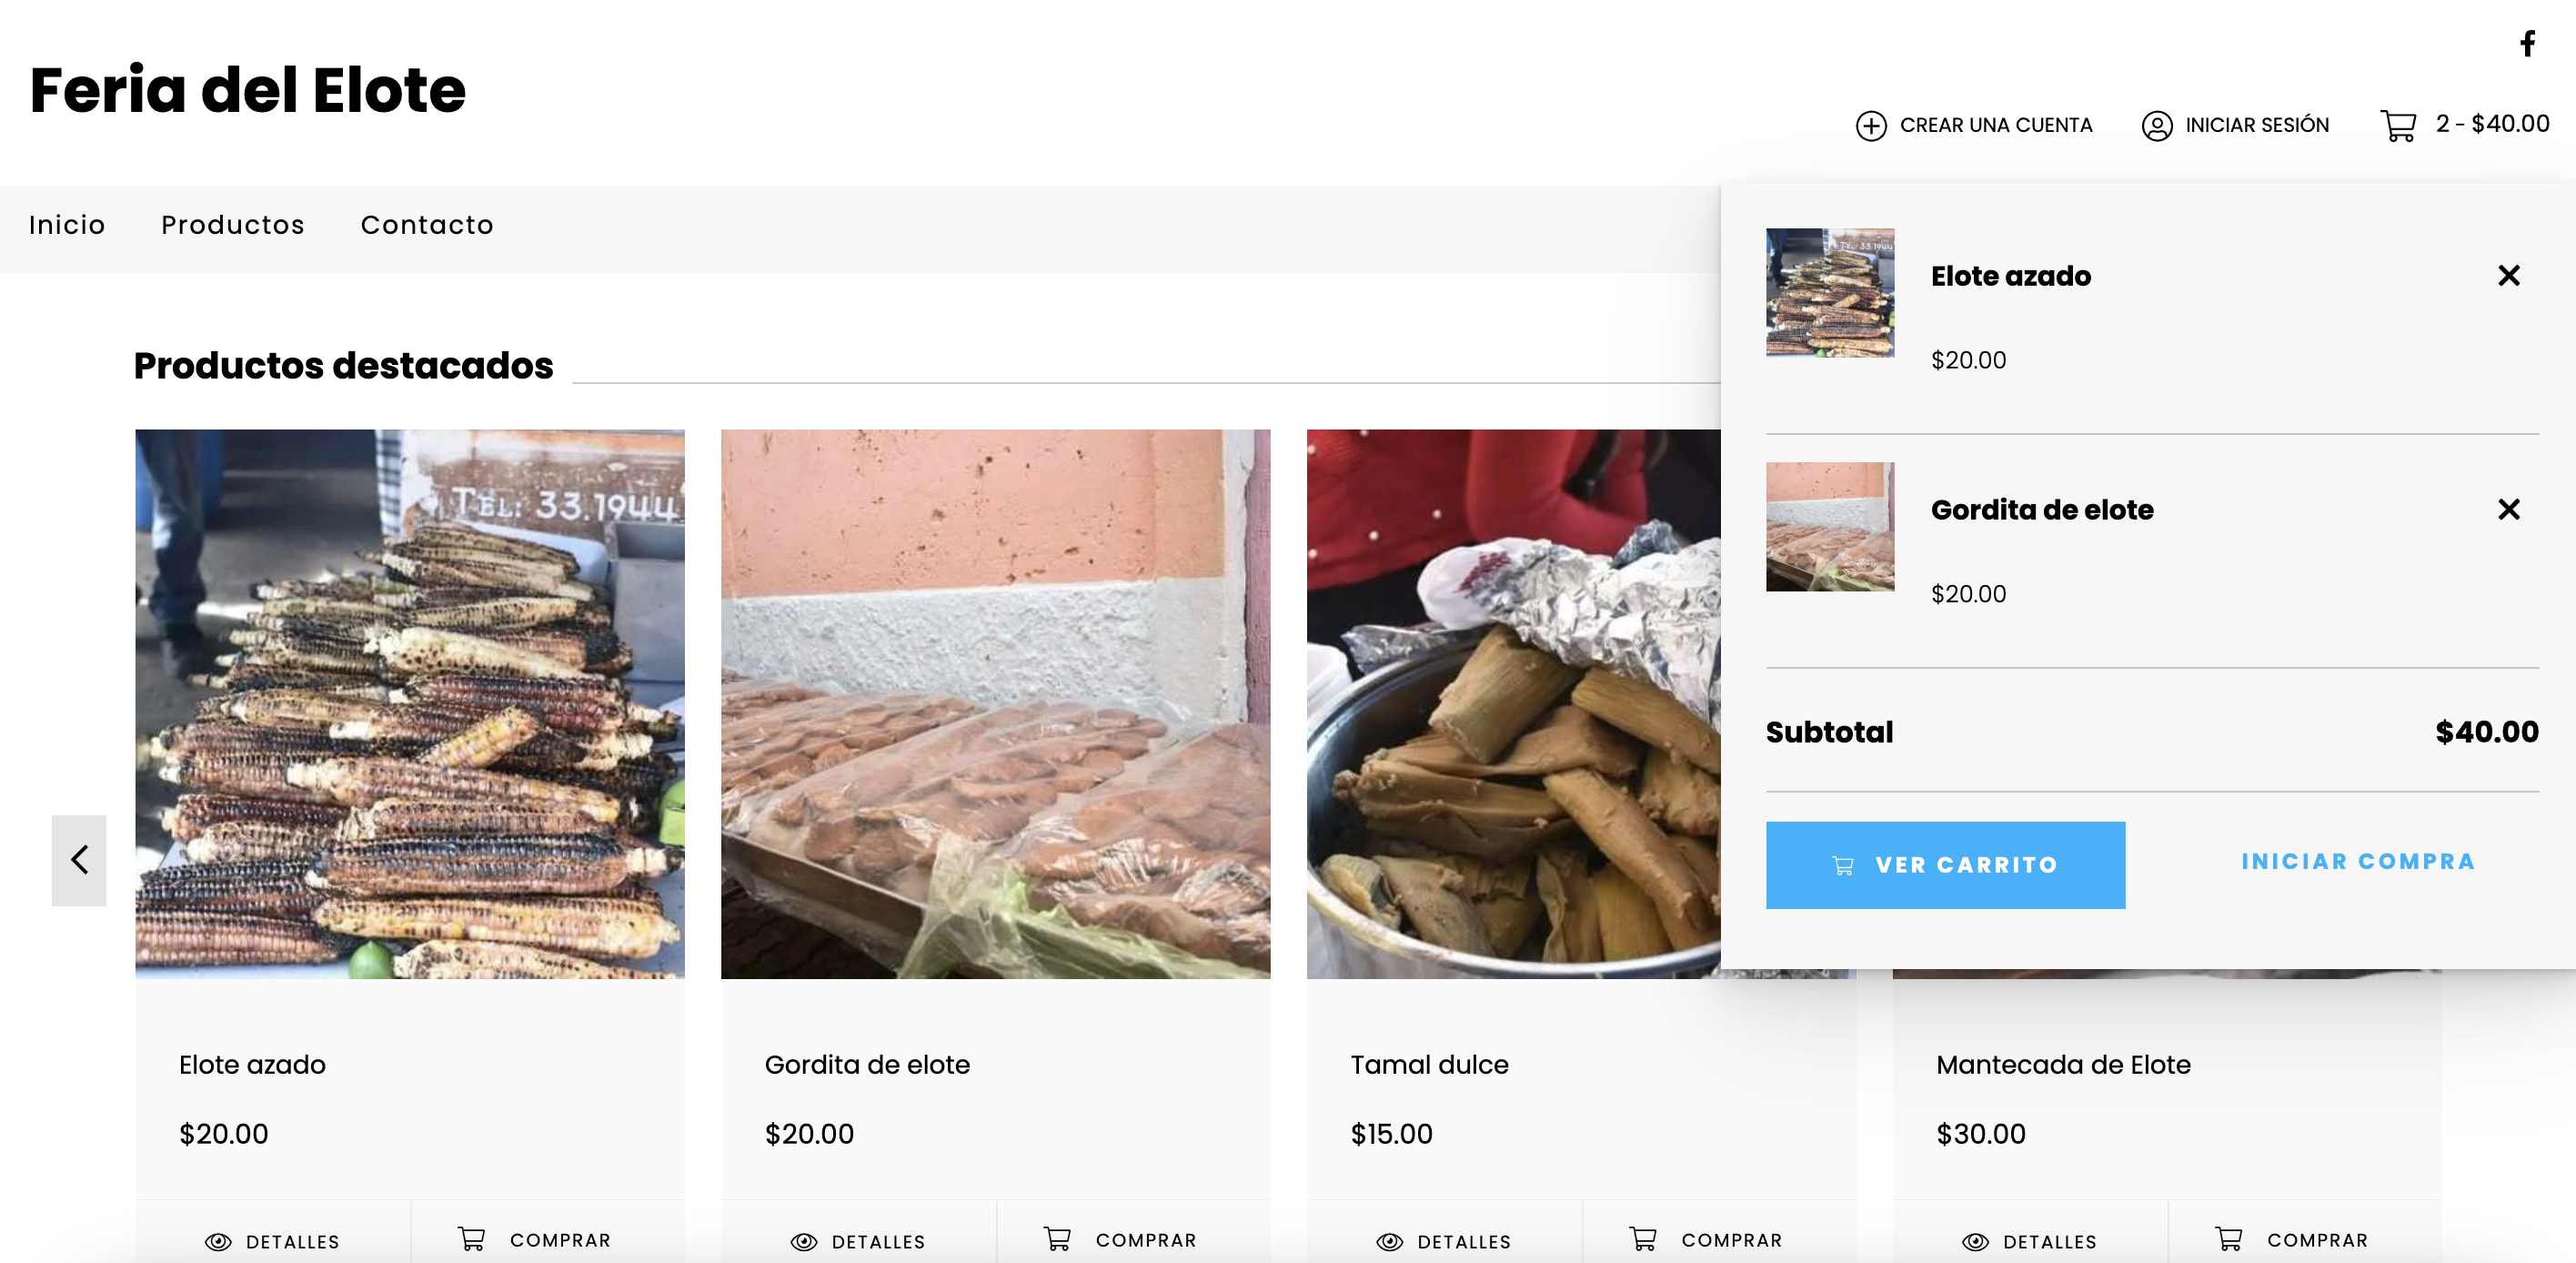 Feria del Elote
CREAR UNA CUENTA
INICIAR SESIÓN
2 - $40.00
Inicio
Productos
Contacto
Elote azado
$20.00
Gordita de elote
$20.00
Subtotal
$40.00
VER CARRITO
INICIAR COMPRA
Productos destacados
TEL: 33.1944
Elote azado
$20.00
DETALLES
COMPRAR
Gordita de elote
$20.00
DETALLES
COMPRAR
Tamal dulce
$15.00
DETALLES
COMPRAR
Mantecada de Elote
$30.00
DETALLES
COMPRAR